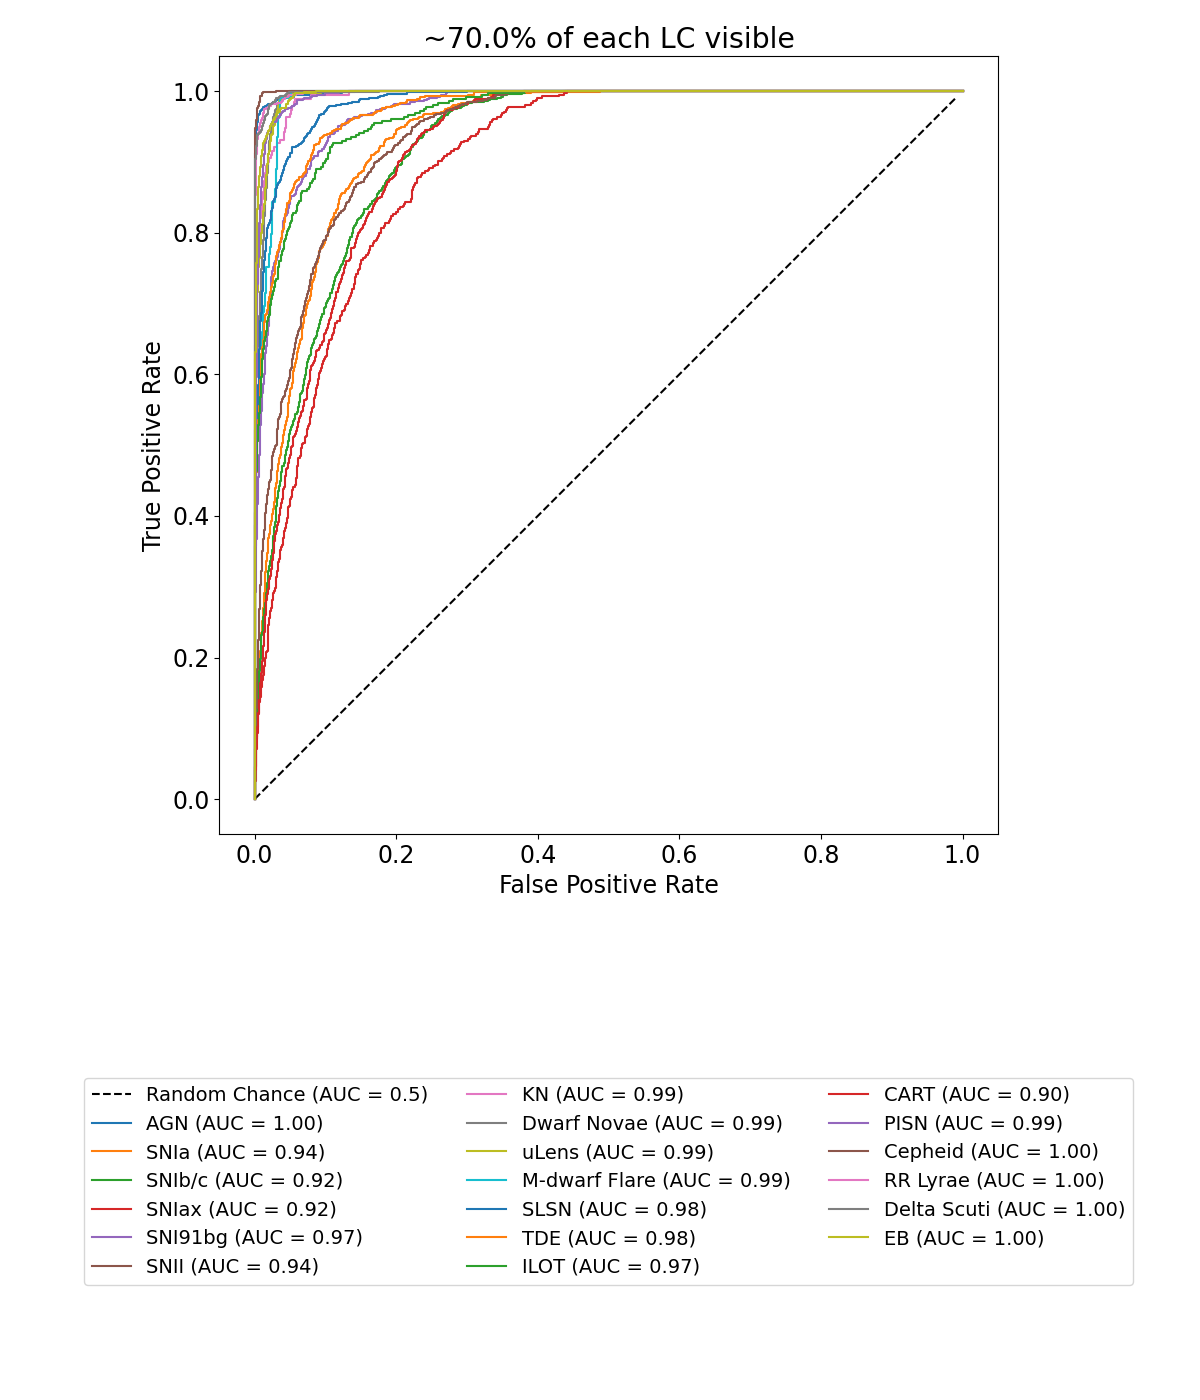 ~70.0% of each LC visible
1.0
0.8
0.6
0.4
0.2
0.0
True Positive Rate
0.0 0.2 0.4 0.6 0.8 1.0
False Positive Rate
Random Chance (AUC = 0.5)
AGN (AUC = 1.00)
SNIa (AUC = 0.94)
SNIb/c (AUC = 0.92)
SNIax (AUC = 0.92)
SNI91bg (AUC = 0.97)
SNII (AUC = 0.94)
KN (AUC = 0.99)
Dwarf Novae (AUC = 0.99)
uLens (AUC = 0.99)
M-dwarf Flare (AUC = 0.99)
SLSN (AUC = 0.98)
TDE (AUC = 0.98)
ILOT (AUC = 0.97)
CART (AUC = 0.90)
PISN (AUC = 0.99)
Cepheid (AUC = 1.00)
RR Lyrae (AUC = 1.00)
Delta Scuti (AUC = 1.00)
EB (AUC = 1.00)